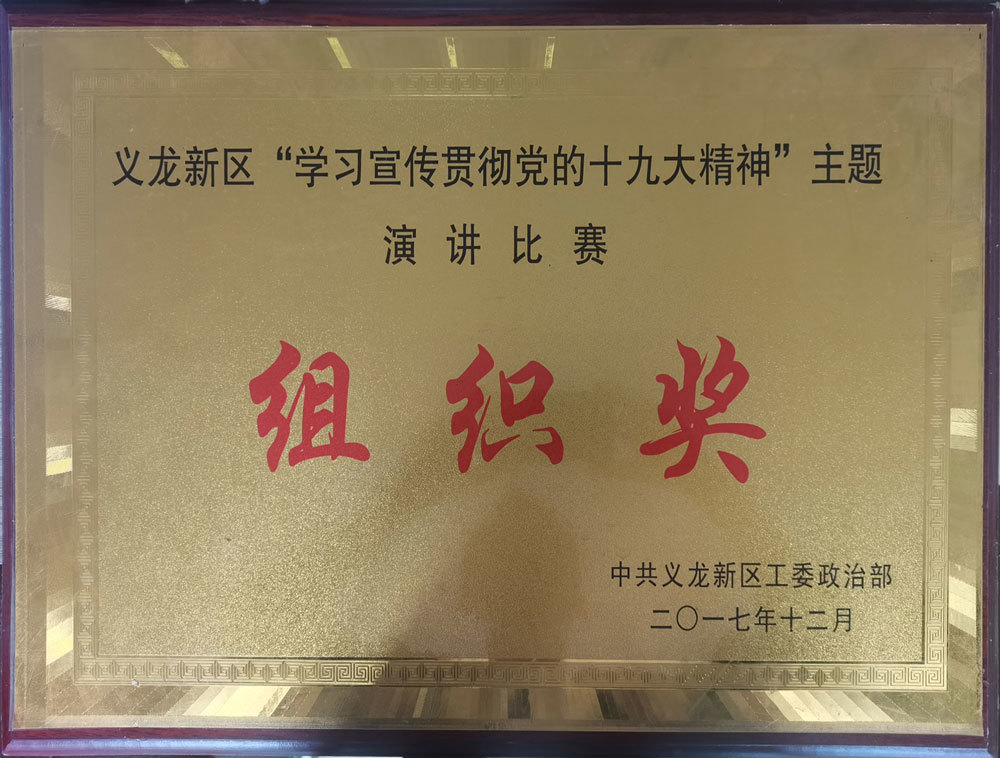 义龙新区“学习宣传贯彻党的十九大精神”主题
演讲比赛
组织奖
中共义龙新区工委政治部
二〇一七年十二月